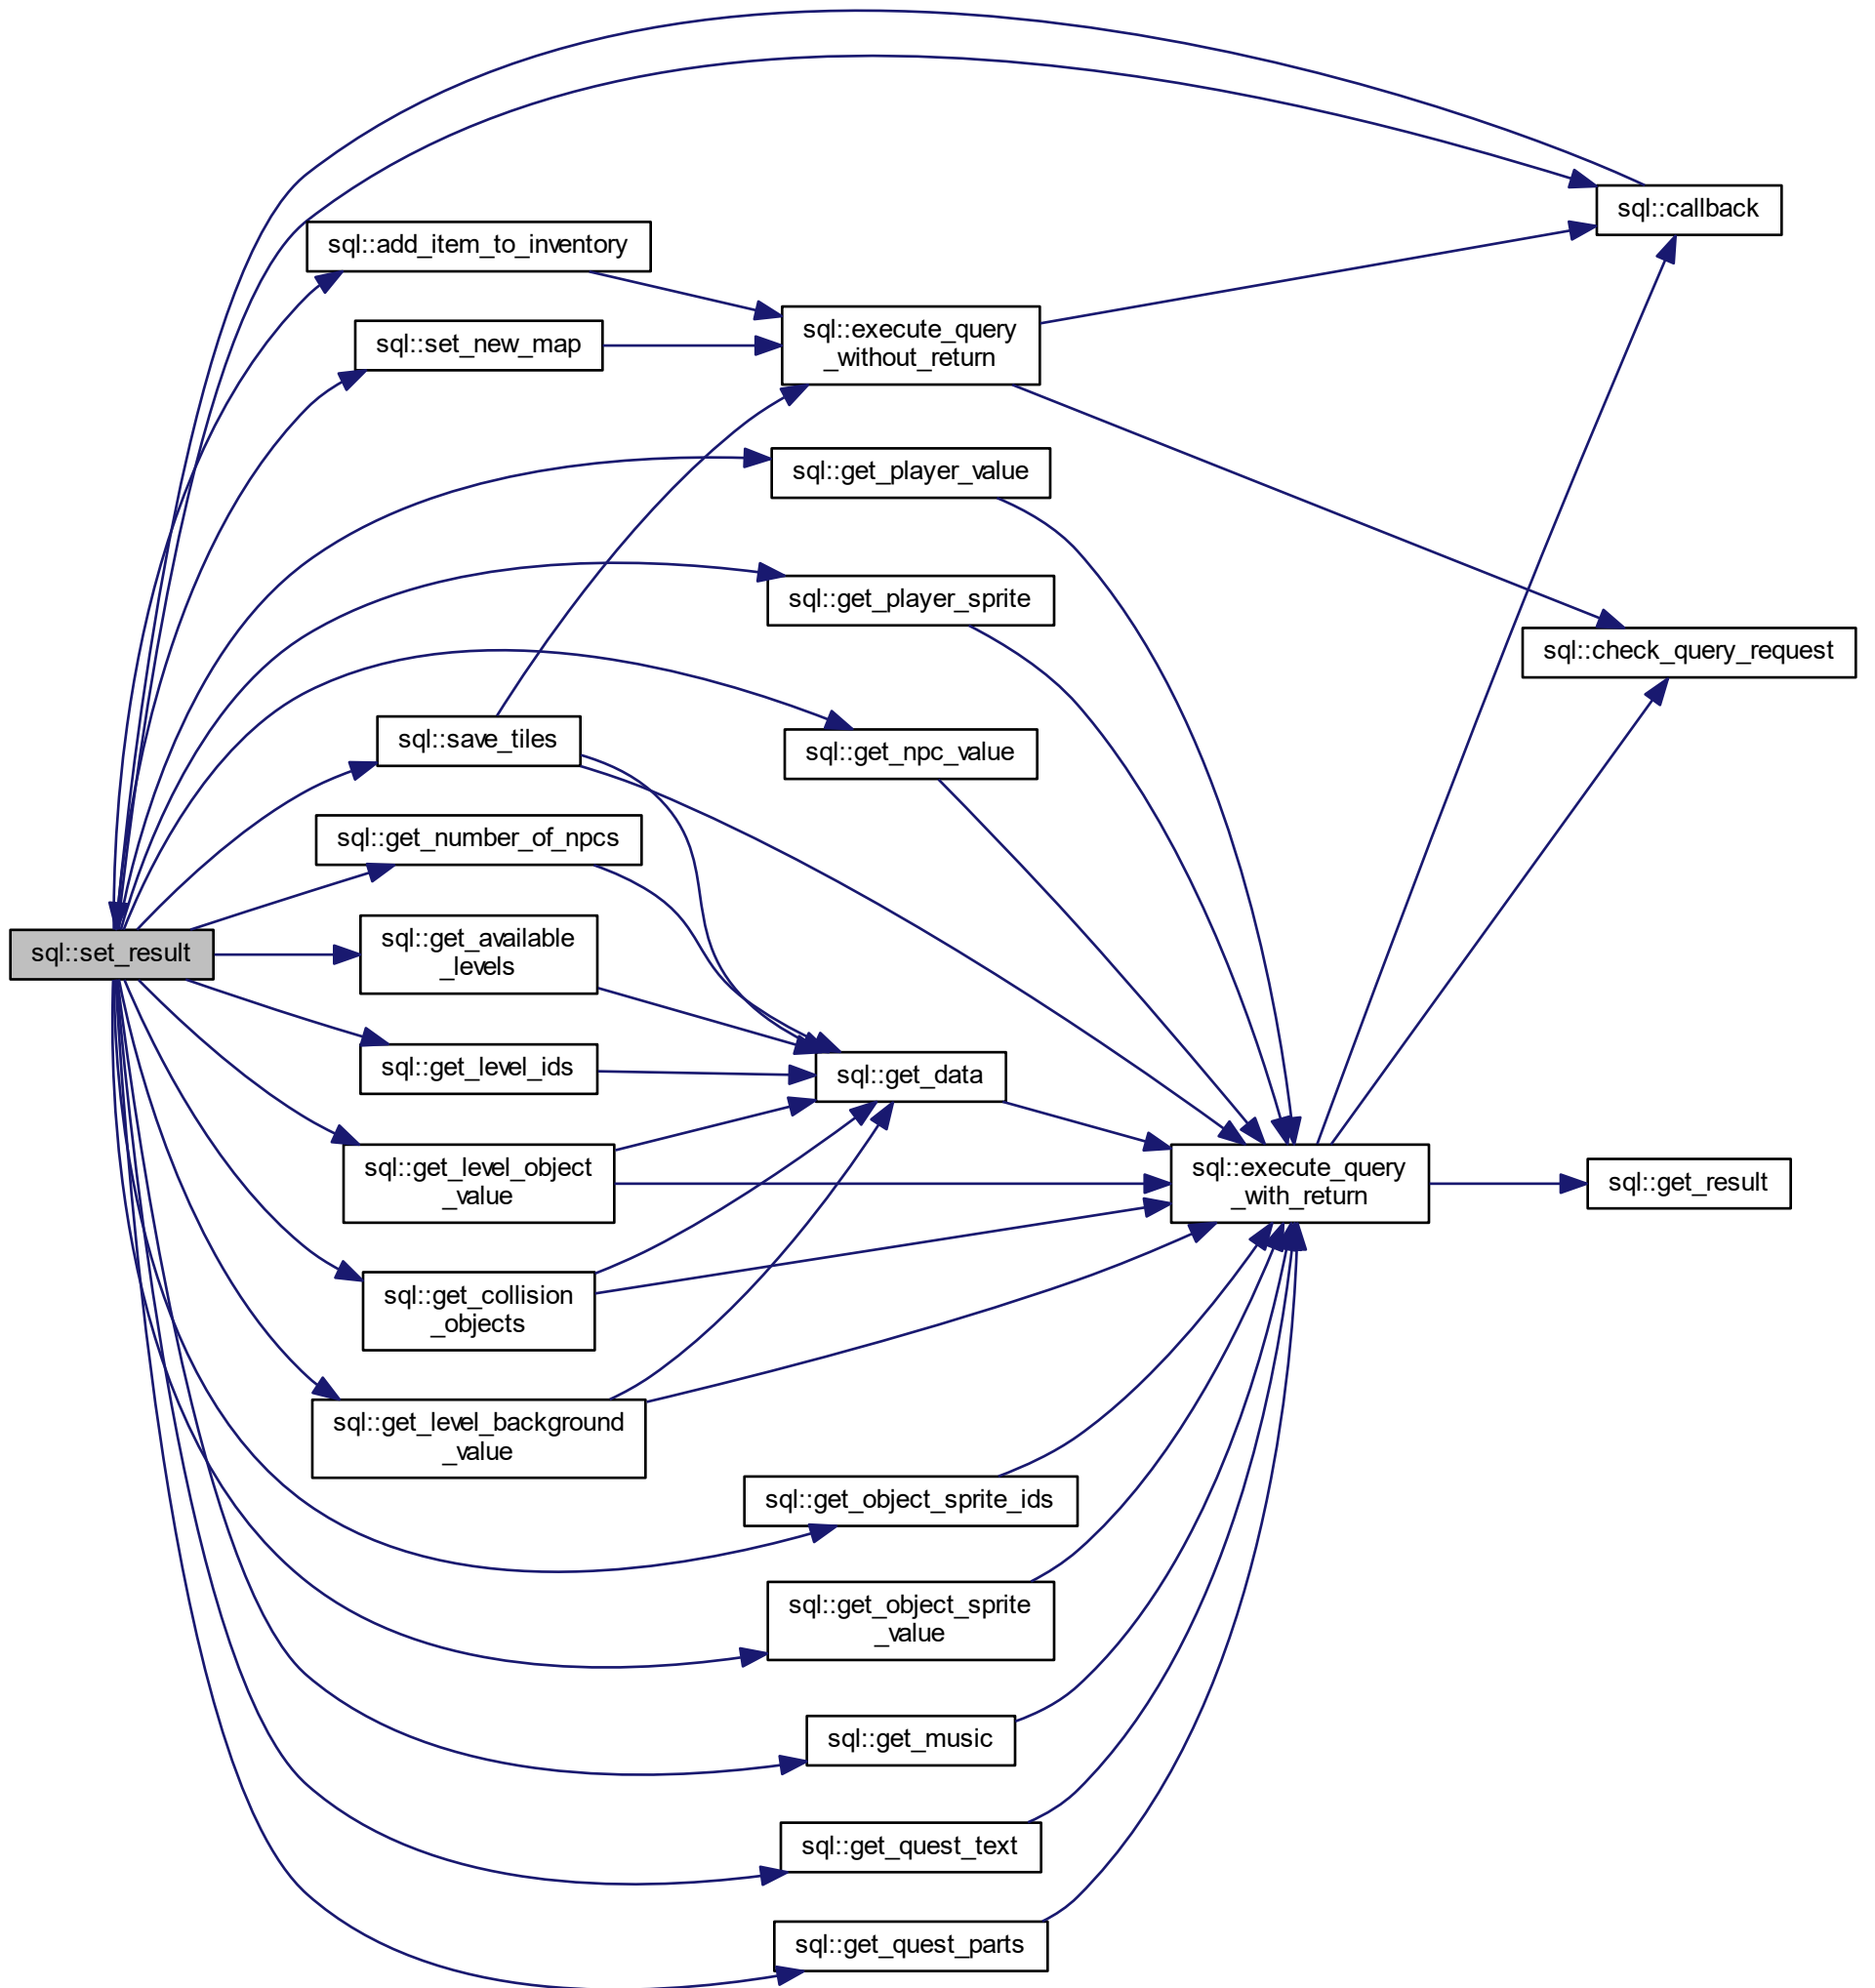 sql::callback
sql::add_item_to_inventory
sql::set_new_map
sql::execute_query
_without_return
sql::get_player_value
sql::get_player_sprite
sql::check_query_request
sql::save_tiles
sql::get_npc_value
sql::get_number_of_npcs
sql::set_result
sql::get_available
_levels
sql::get_level_ids
sql::get_data
sql::get_level_object
_value
sql::execute_query
_with_return
sql::get_result
sql::get_collision
_objects
sql::get_level_background
_value
sql::get_object_sprite_ids
sql::get_object_sprite
_value
sql::get_music
sql::get_quest_text
sql::get_quest_parts